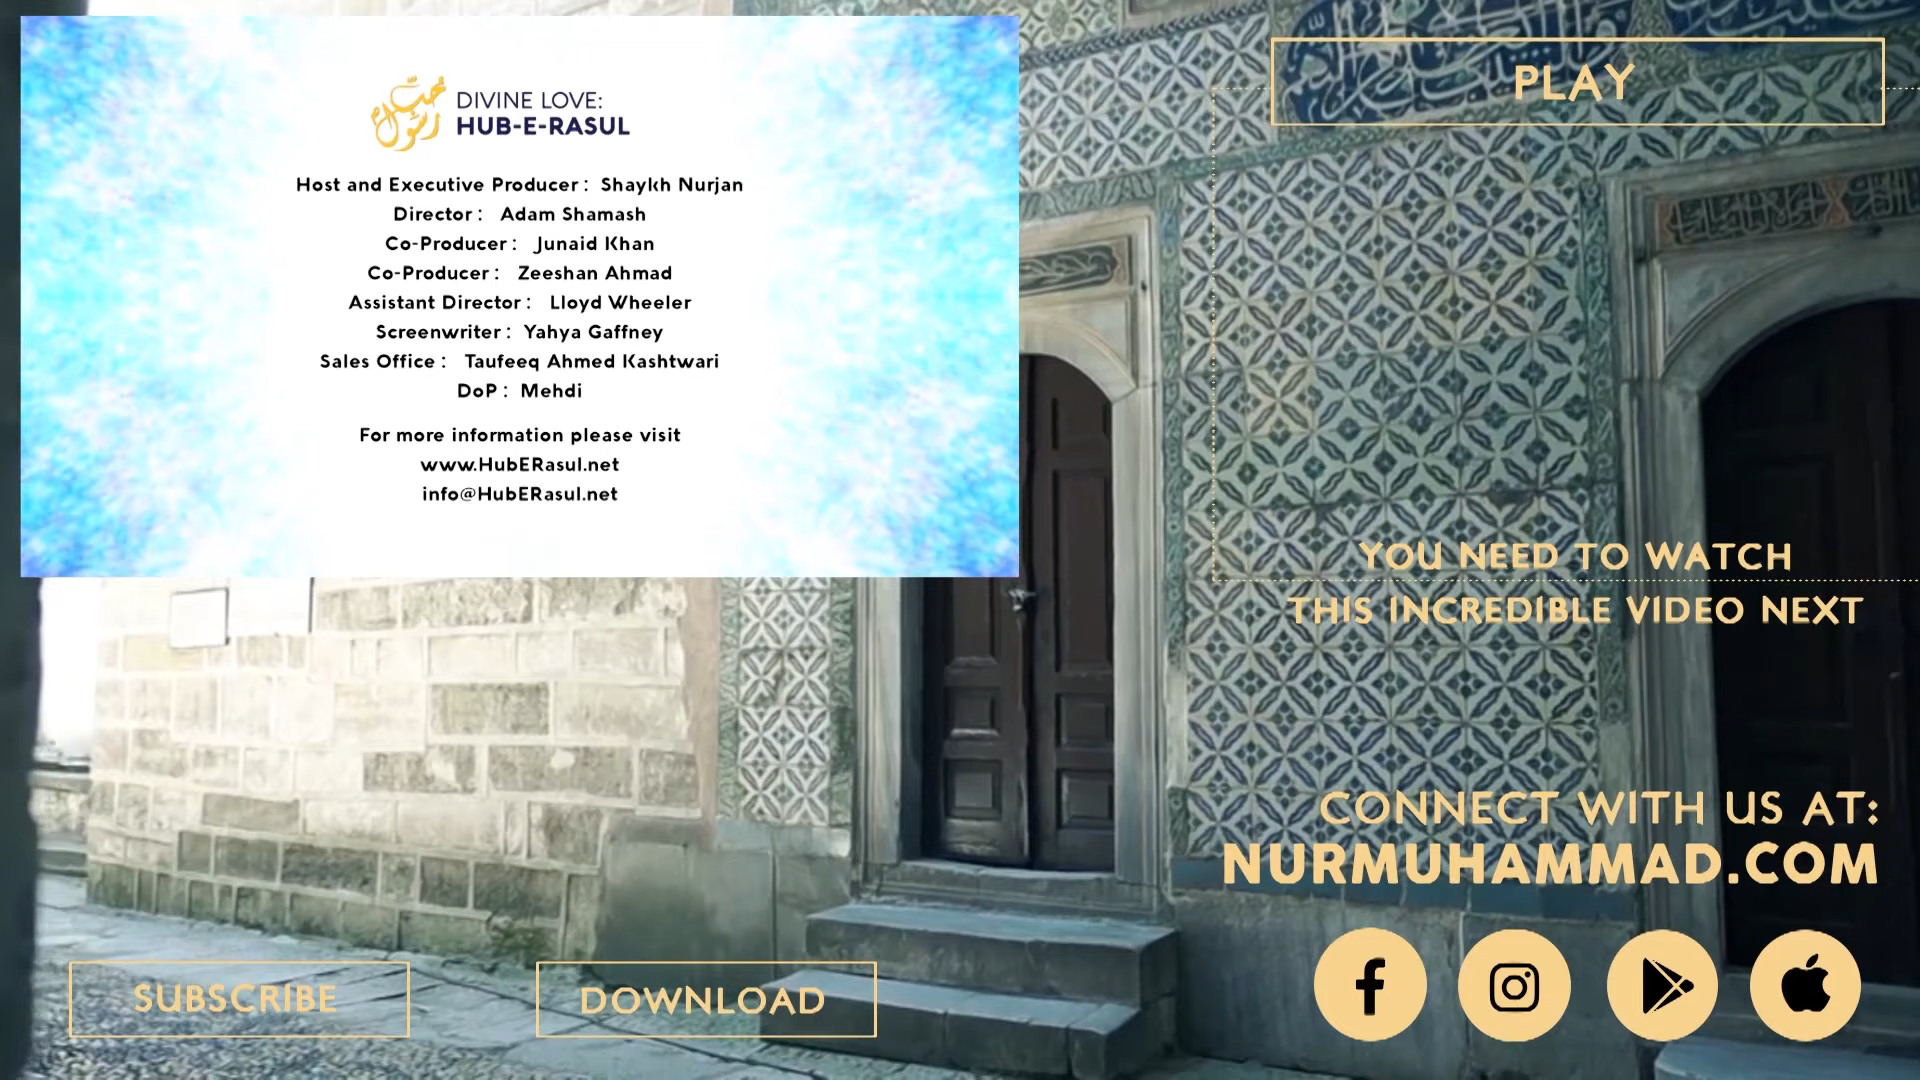 DIVINE LOVE:
HUB-E-RASUL
Host and Executive Producer : Shaykh Nurjan
Director : Adam Shamash
Co-Producer : Junaid Khan
Co-Producer : Zeeshan Ahmad
Assistant Director : Lloyd Wheeler
Screenwriter : Yahya Gaffney
Sales Office : Taufeeq Ahmed Kashtwari
DoP : Mehdi
For more information please visit
www.HubERasul.net
info@HubERasul.net
PLAY
YOU NEED TO WATCH
THIS INCREDIBLE VIDEO NEXT
CONNECT WITH US AT:
NURMUHAMMAD.COM
SUBSCRIBE
DOWNLOAD